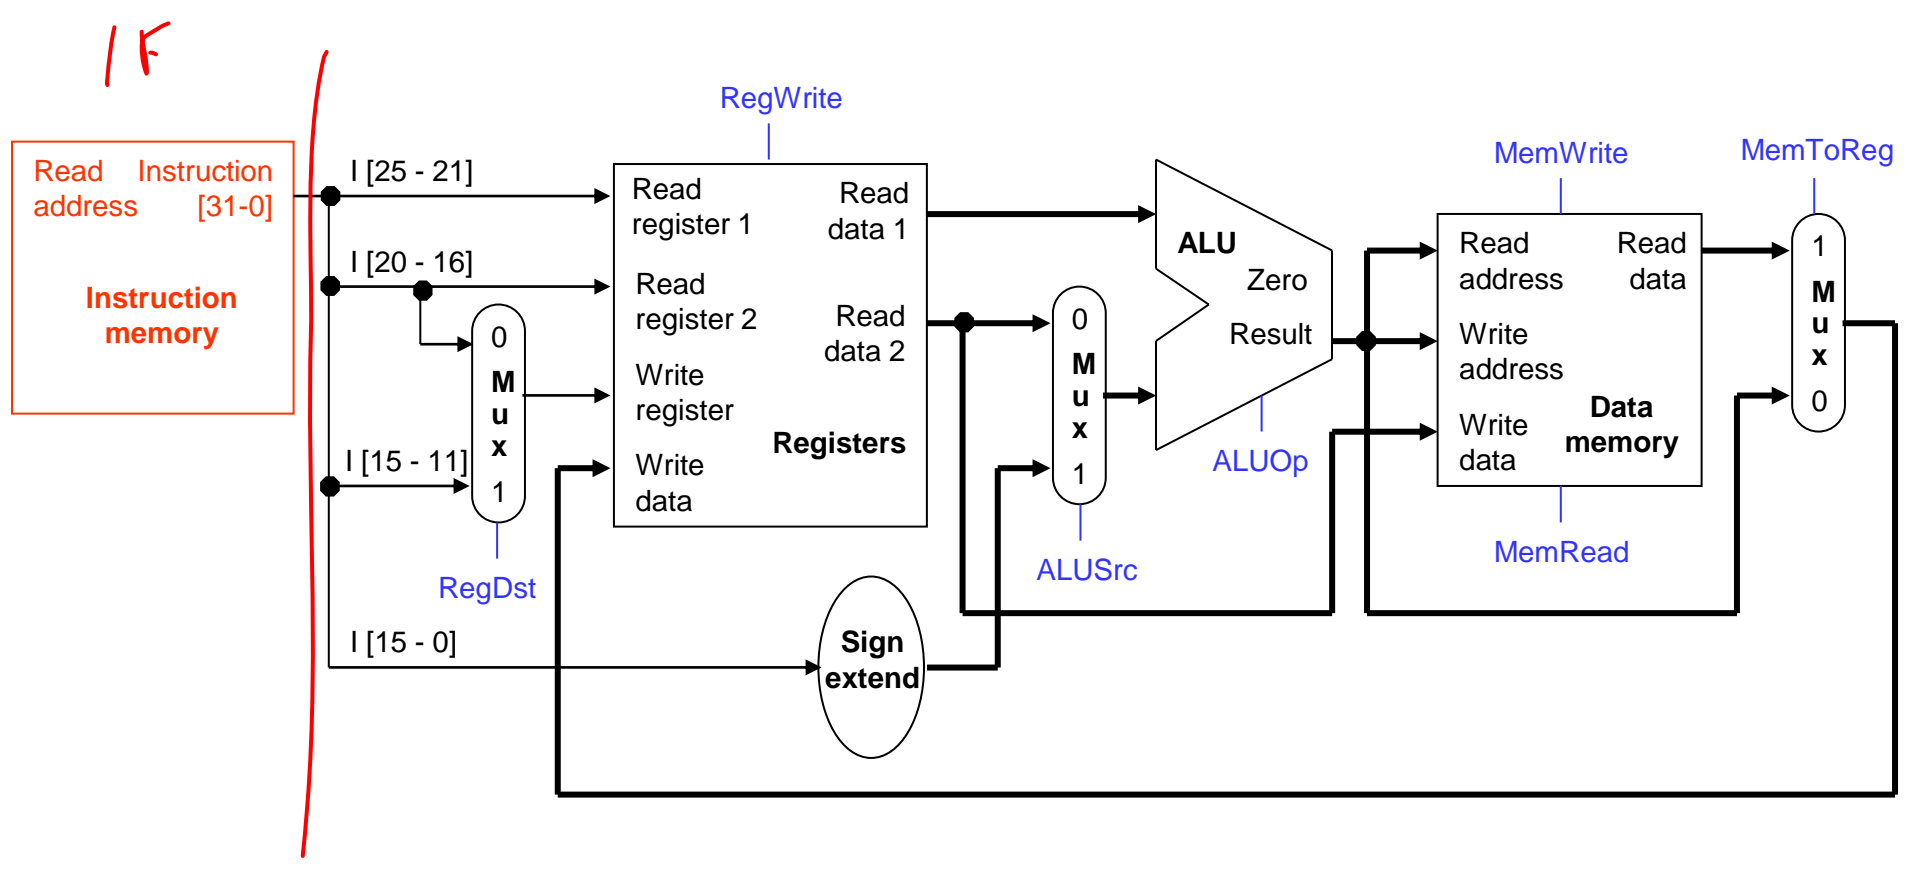 IF
RegWrite
MemWrite
MemToReg
Read Instruction
address [31-0]
Instruction
memory
I [25 - 21]
I [20 - 16]
I [15 - 11]
I [15 - 0]
0
M
u
x
1
RegDst
Read
register 1
Read
data 1
Read
register 2
Read
data 2
Write
register
Registers
Write
data
Sign
extend
0
M
u
x
1
ALUSrc
ALU
Zero
Result
ALUOp
Read
address
Read
data
Write
address
Write
data
Data
memory
MemRead
1
M
u
x
0